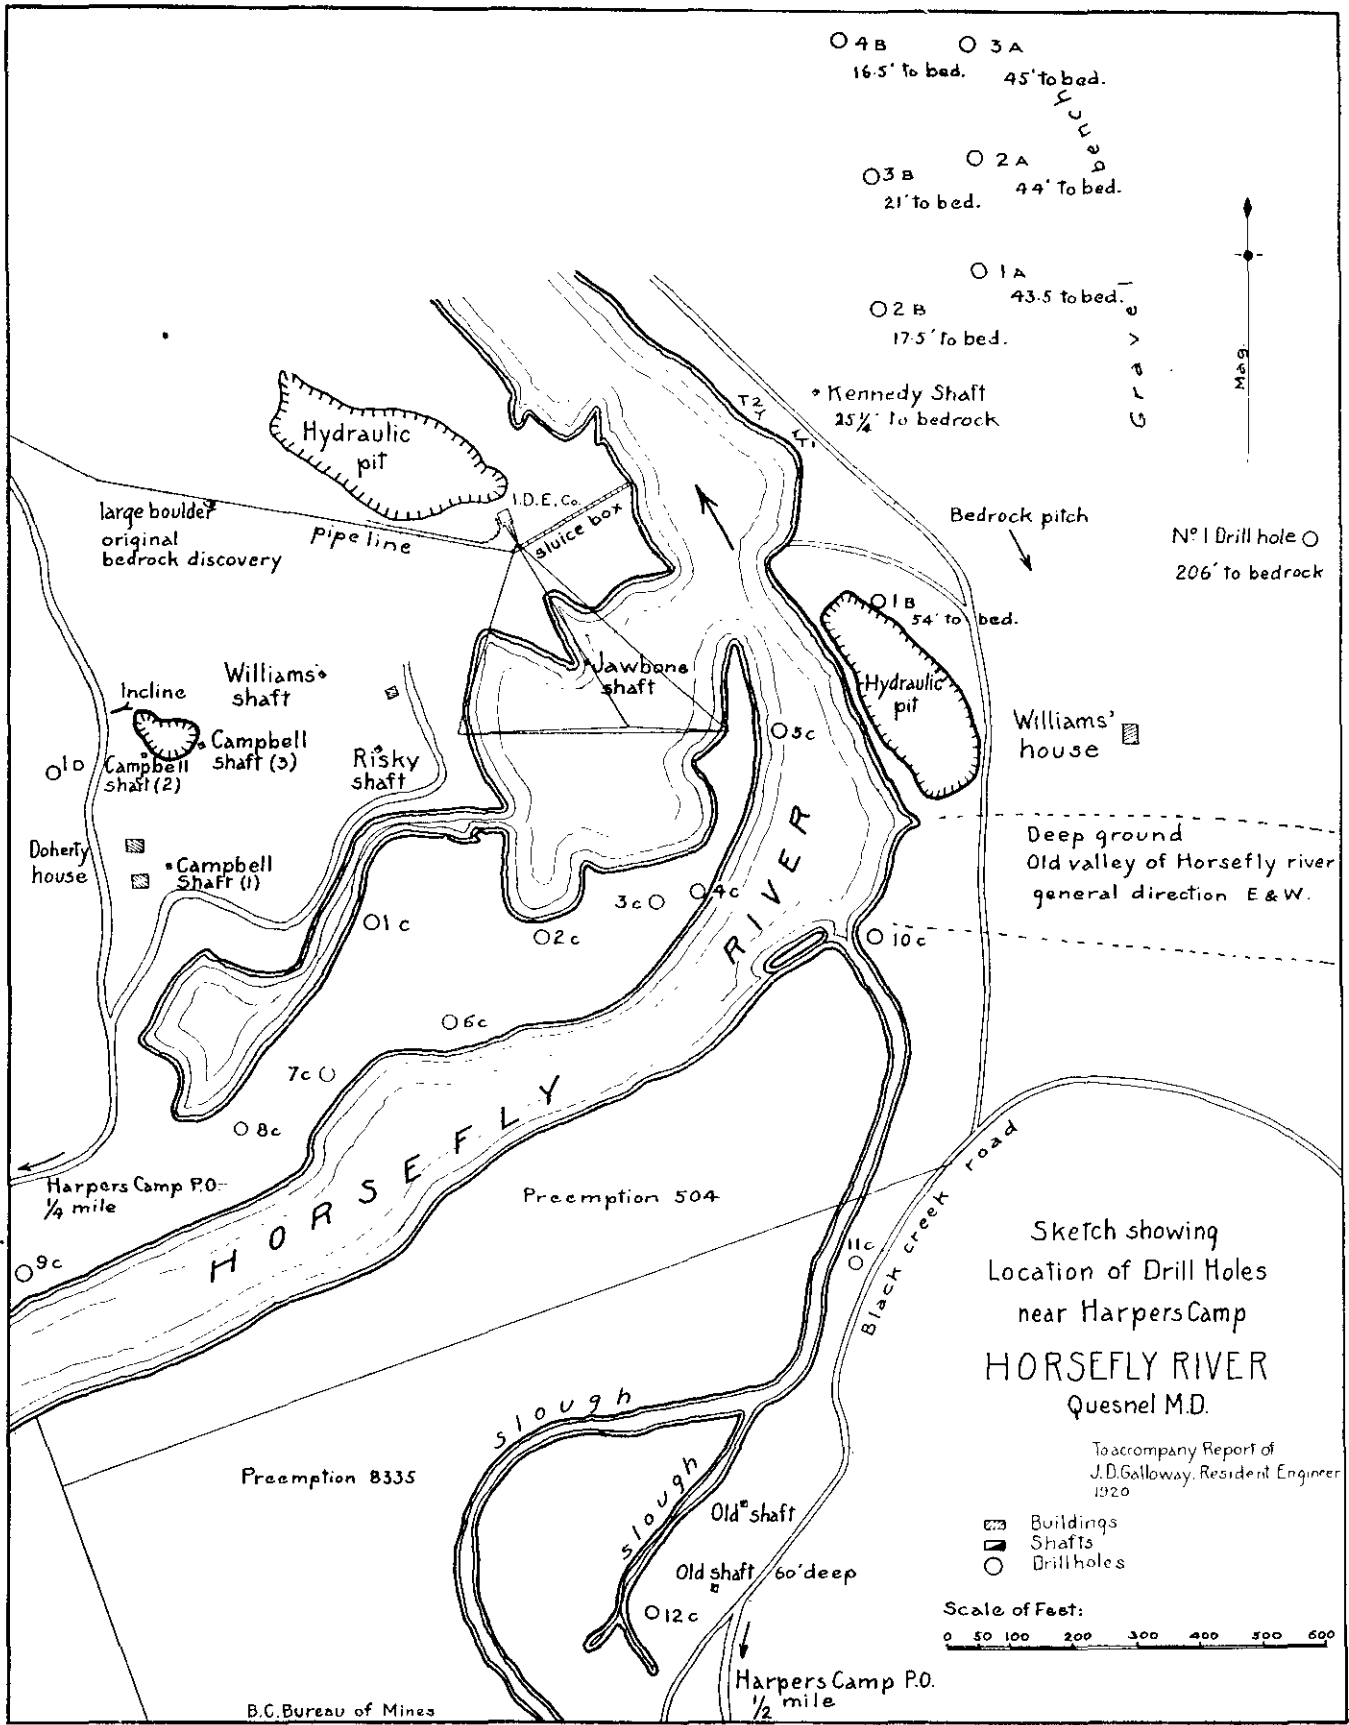 4B
16.5' to bed.
3A
45' to bed.
Gravel bench
3B
21' to bed.
2A
44' to bed.
1A
43.5 to bed.
2B
17.5' to bed.
Mag.
Kennedy Shaft
25¼' to bedrock
T2
T1
Hydraulic
pit
I.D.E. Co.
sluice box
pipe line
large boulder
original
bedrock discovery
Bedrock pitch
Nº 1 Drill hole
206' to bedrock
1B
54' to bed.
Hydraulic
pit
Jawbone
shaft
Williams'
shaft
Incline
Campbell
shaft (3)
Campbell
shaft (2)
1D
Risky
shaft
5c
Williams'
house
Doherty
house
Campbell
Shaft (1)
Deep ground
Old valley of Horsefly river
general direction E & W.
1c
2c
3c
4c
10c
6c
7c
8c
9c
HORSEFLY RIVER
Harpers Camp P.O.
¼ mile
Preemption 504
11c
Black creek road
Sketch showing
Location of Drill Holes
near Harpers Camp
HORSEFLY RIVER
Quesnel M.D.
To accompany Report of
J.D.Galloway, Resident Engineer
1920
Buildings
Shafts
Drillholes
Scale of Feet:
0 50 100 200 300 400 500 600
slough
slough
Preemption 8335
Old shaft
Old shaft 60' deep
12c
Harpers Camp P.O.
1/2 mile
B.C. Bureau of Mines